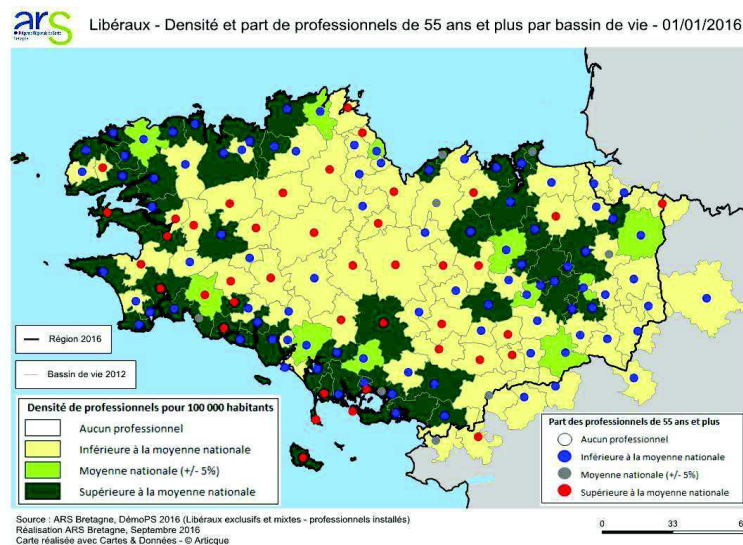 ars
Libéraux - Densité et part de professionnels de 55 ans et plus par bassin de vie - 01/01/2016
Région 2016
Bassin de vie 2012
Densité de professionnels pour 100 000 habitants
Aucun professionnel
Inférieure à la moyenne nationale
Moyenne nationale (+/- 5%)
Supérieure à la moyenne nationale
Part des professionnels de 55 ans et plus
Aucun professionnel
Inférieure à la moyenne nationale
Moyenne nationale (+/- 5%)
Supérieure à la moyenne nationale
Source : ARS Bretagne, DémoPS 2016 (Libéraux exclusifs et mixtes - professionnels installés)
Réalisation ARS Bretagne, Septembre 2016
Carte réalisée avec Cartes & Données - © Articque
0 33